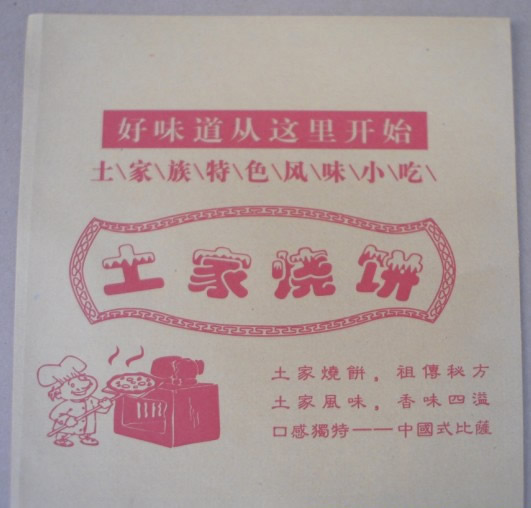 好味道从这里开始
土\家\族\特\色\风\味\小\吃\
土家烧饼
土家燒餅，祖傳秘方
土家風味，香味四溢
口感獨特——中國式比薩